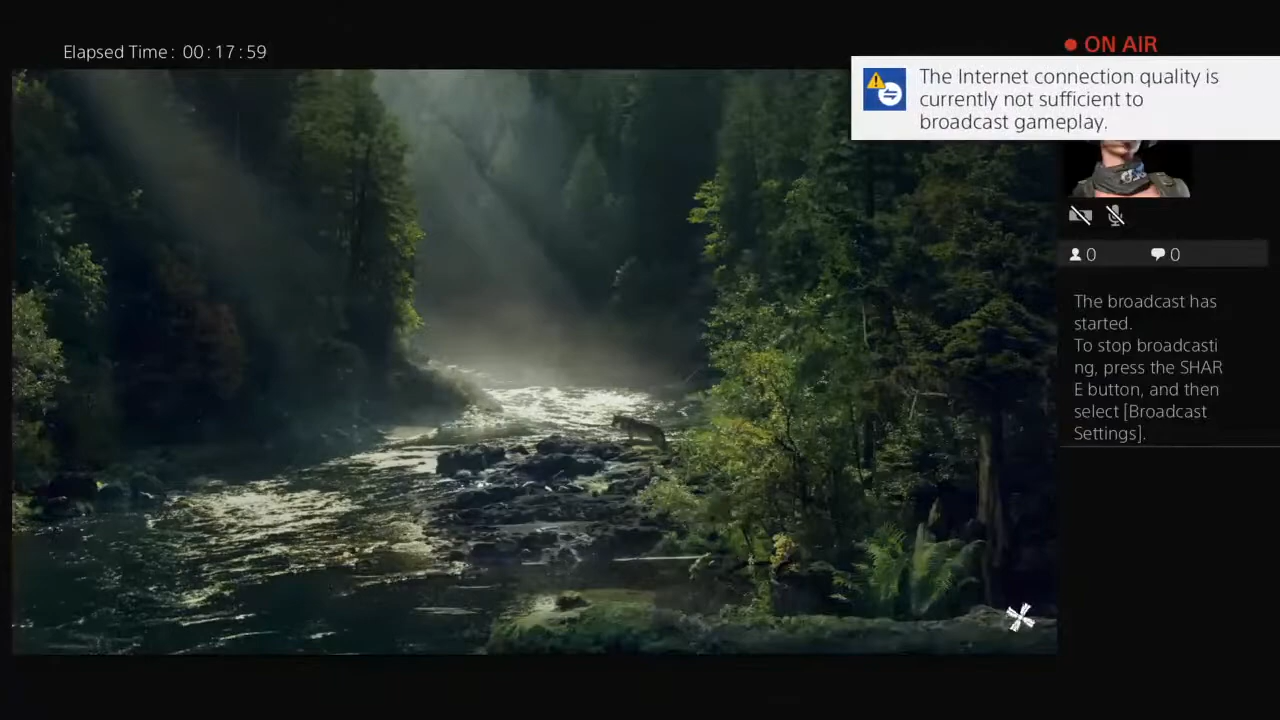 Elapsed Time: 00:17:59
ON AIR
The Internet connection quality is
currently not sufficient to
broadcast gameplay.
0
0
The broadcast has
started.
To stop broadcasti
ng, press the SHAR
E button, and then
select [Broadcast
Settings].